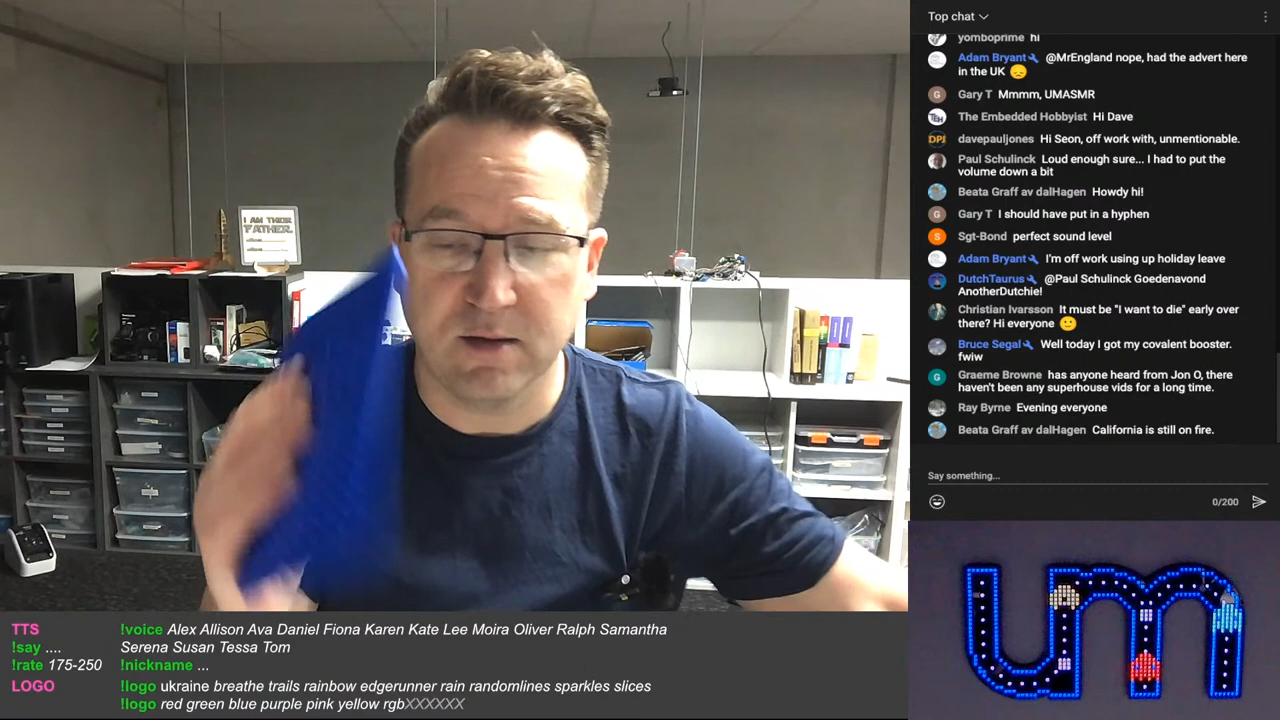 I AM THEIR
FATHER.
Top chat
yomboprime hi
Adam Bryant @MrEngland nope, had the advert here
in the UK 😞
G Gary T Mmmm, UMASMR
TEH The Embedded Hobbyist Hi Dave
DPJ davepauljones Hi Seon, off work with, unmentionable.
Paul Schulinck Loud enough sure... I had to put the
volume down a bit
Beata Graff av dalHagen Howdy hi!
G Gary T I should have put in a hyphen
S Sgt-Bond perfect sound level
Adam Bryant I'm off work using up holiday leave
DutchTaurus @Paul Schulinck Goedenavond
AnotherDutchie!
Christian Ivarsson It must be "I want to die" early over
there? Hi everyone 🙂
Bruce Segal Well today I got my covalent booster.
fwiw
G Graeme Browne has anyone heard from Jon O, there
haven't been any superhouse vids for a long time.
Ray Byrne Evening everyone
Beata Graff av dalHagen California is still on fire.
Say something...
0/200
um
TTS !voice Alex Allison Ava Daniel Fiona Karen Kate Lee Moira Oliver Ralph Samantha
!say .... Serena Susan Tessa Tom
!rate 175-250 !nickname ...
LOGO !logo ukraine breathe trails rainbow edgerunner rain randomlines sparkles slices
!logo red green blue purple pink yellow rgbXXXXXX